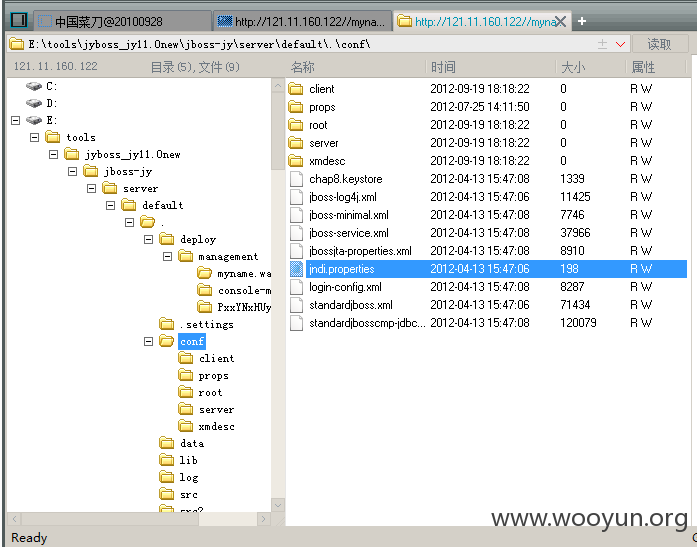 中国菜刀@20100928 http://121.11.160.122//myna... http://121.11.160.122//myna
E:\tools\jyboss_jy11.0new\jboss-jy\server\default\.\conf\ 读取
121.11.160.122 目录(5),文件(9) 名称 时间 大小 属性
C:
D:
E:
tools
jyboss_jy11.0new
jboss-jy
server
default
.
deploy
management
myname.wa
console-m
PxxYNxHUy
.settings
conf
client
props
root
server
xmdesc
data
lib
log
src
src?
client 2012-09-19 18:18:22 0 R W
props 2012-07-25 14:11:50 0 R W
root 2012-09-19 18:18:22 0 R W
server 2012-09-19 18:18:22 0 R W
xmdesc 2012-09-19 18:18:22 0 R W
chap8.keystore 2012-04-13 15:47:06 1339 R W
jboss-log4j.xml 2012-04-13 15:47:08 11425 R W
jboss-minimal.xml 2012-04-13 15:47:08 7746 R W
jboss-service.xml 2012-04-13 15:47:08 37966 R W
jbossjta-properties.xml 2012-04-13 15:47:08 8910 R W
jndi.properties 2012-04-13 15:47:06 198 R W
login-config.xml 2012-04-13 15:47:08 8287 R W
standardjboss.xml 2012-04-13 15:47:06 71434 R W
standardjbosscmp-jdbc... 2012-04-13 15:47:08 120079 R W
www.wooyun.org
Ready